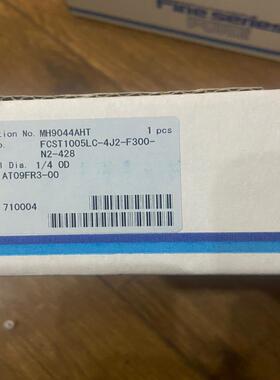 Fine series
tion No. MH9044AHT 1 pcs
o. FCST1005LC-4J2-F300-
N2-428
l Dia. 1/4 OD
AT09FR3-00
710004